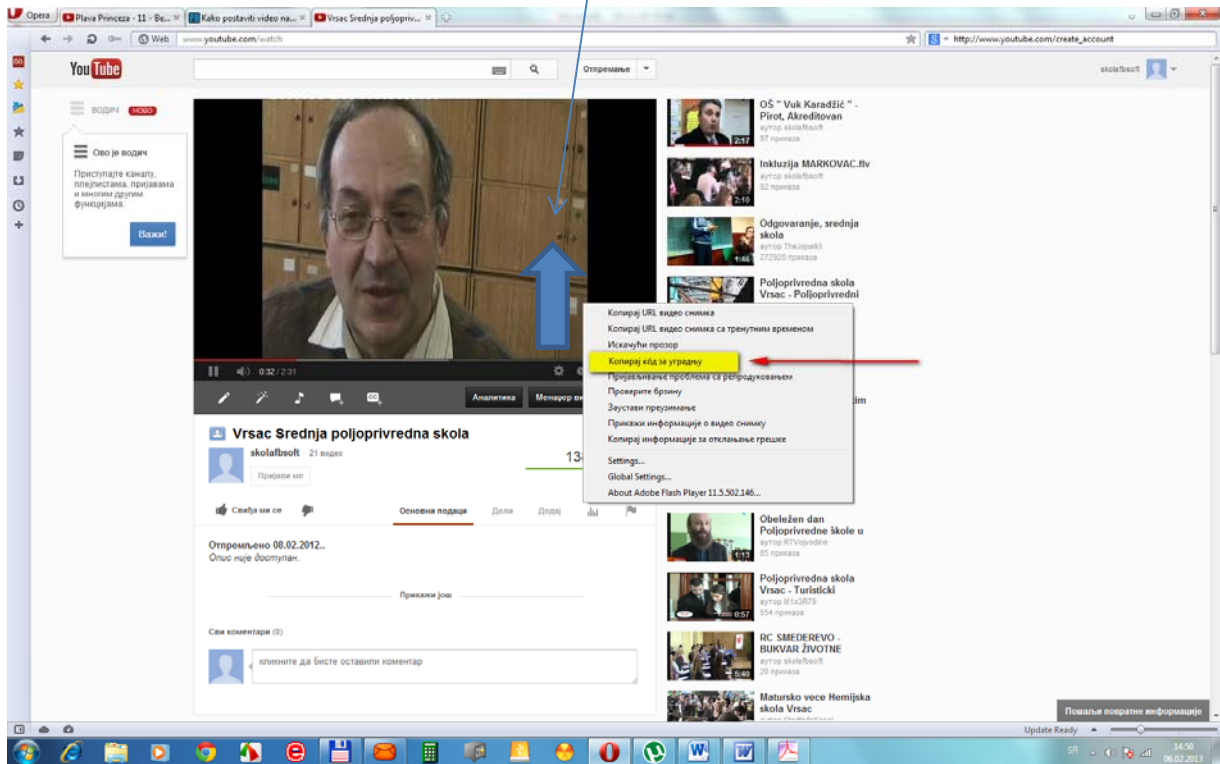 Opera
Plava Princeza - 11 - Be...
Kako postaviti video na...
Vrsac Srednja poljopriv...
Web
www.youtube.com/watch
http://www.youtube.com/create_account
You Tube
Отпремање
skolafbsoft
водич НОВО
Ово је водич
Приступајте каналу,
плејлистама, пријавама
и многим другим
функцијама.
Важи!
0:32 / 2:31
Аналитика
Vrsac Srednja poljoprivredna skola
skolafbsoft · 21 видео
Пријави ме
Свиђа ми се
Основни подаци
Дели
Додај
Отпремљено 08.02.2012..
Опис није доступан.
Прикажи још
Сви коментари (0)
кликните да бисте оставили коментар
Копирај URL видео снимка
Копирај URL видео снимка са тренутним временом
Искачући прозор
Копирај кôд за уградњу
Пријављивање проблема са репродуковањем
Проверите брзину
Заустави преузимање
Прикажи информације о видео снимку
Копирај информације за отклањање грешке
Settings...
Global Settings...
About Adobe Flash Player 11.5.502.146...
OŠ " Vuk Karadžić " -
Pirot, Akreditovan
аутор skolafbsoft
57 приказа
2:17
Inkluzija MARKOVAC.flv
аутор skolafbsoft
92 приказа
2:10
Odgovaranje, srednja
skola
1:46
Poljoprivredna skola
Vrsac - Poljoprivredni
Obeležen dan
Poljoprivredne škole u
аутор RTVojvodine
85 приказа
1:13
Poljoprivredna skola
Vrsac - Turisticki
аутор M1x3R79
554 приказа
0:57
RC SMEDEREVO -
BUKVAR ŽIVOTNE
аутор skolafbsoft
20 приказа
5:40
Matursko vece Hemijska
skola Vrsac
Пошаљи повратне информације
Update Ready
SR
14:50
06.02.2013